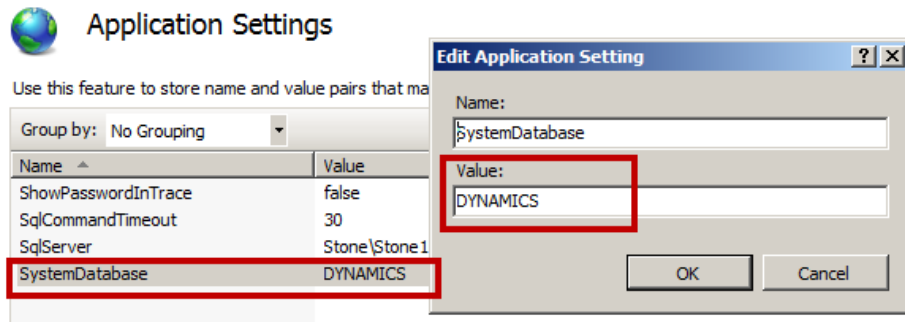 Application Settings
Use this feature to store name and value pairs that ma
Group by: No Grouping
Name Value
ShowPasswordInTrace false
SqlCommandTimeout 30
SqlServer Stone\Stone1
SystemDatabase DYNAMICS
Edit Application Setting
Name:
SystemDatabase
Value:
DYNAMICS
OK Cancel